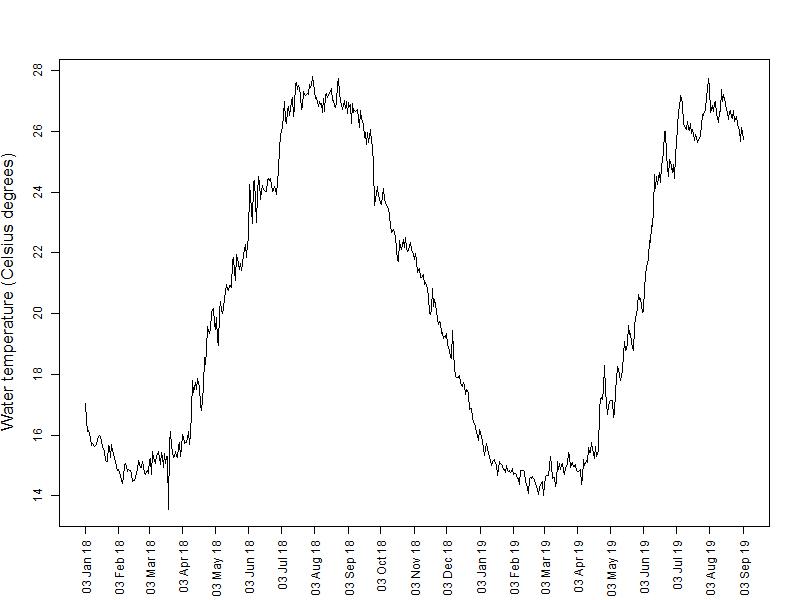 Water temperature (Celsius degrees)
28
26
24
22
20
18
16
14
03 Jan 18
03 Feb 18
03 Mar 18
03 Apr 18
03 May 18
03 Jun 18
03 Jul 18
03 Aug 18
03 Sep 18
03 Oct 18
03 Nov 18
03 Dec 18
03 Jan 19
03 Feb 19
03 Mar 19
03 Apr 19
03 May 19
03 Jun 19
03 Jul 19
03 Aug 19
03 Sep 19